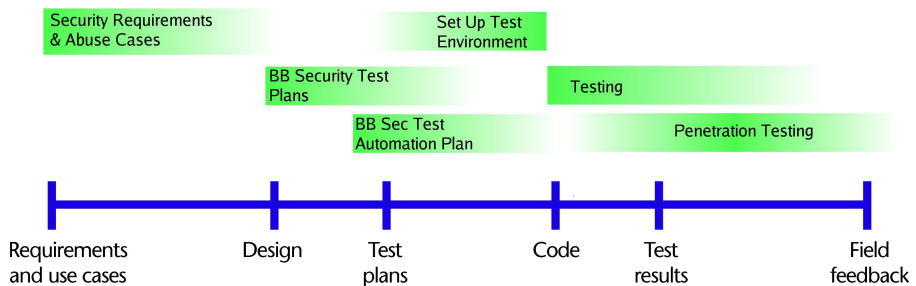 Security Requirements
& Abuse Cases
Set Up Test
Environment
BB Security Test
Plans
Testing
BB Sec Test
Automation Plan
Penetration Testing
Requirements
and use cases
Design
Test
plans
Code
Test
results
Field
feedback